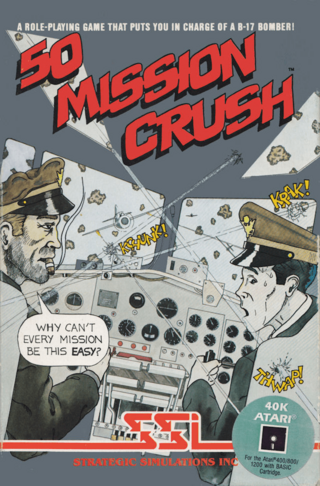 A ROLE-PLAYING GAME THAT PUTS YOU IN CHARGE OF A B-17 BOMBER!
50
MISSION
CRUSH
™
KRAK!
KCHUNK!
WHY CAN'T
EVERY MISSION
BE THIS EASY?
THWAP!
40K
ATARI®
For the Atari® 400/800/
1200 with BASIC
Cartridge.
SSI
STRATEGIC SIMULATIONS INC